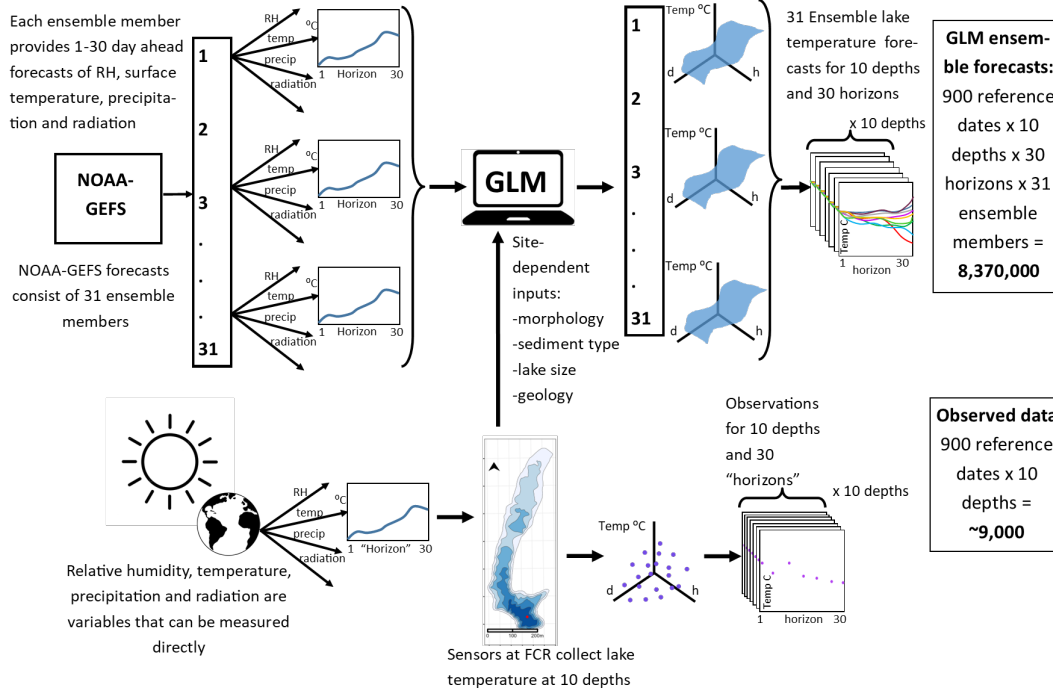 Each ensemble member
provides 1-30 day ahead
forecasts of RH, surface
temperature, precipita-
tion and radiation
NOAA-
GEFS
NOAA-GEFS forecasts
consist of 31 ensemble
members
1
2
3
.
.
.
31
RH
temp
precip
radiation
ºC
1 Horizon 30
RH
temp
precip
radiation
ºC
1 Horizon 30
RH
temp
precip
radiation
ºC
1 Horizon 30
GLM
Site-
dependent
inputs:
-morphology
-sediment type
-lake size
-geology
1
2
3
.
.
.
31
Temp ºC
d h
Temp ºC
d h
Temp ºC
d h
31 Ensemble lake
temperature fore-
casts for 10 depths
and 30 horizons
x 10 depths
Temp C
1 30
horizon
GLM ensem-
ble forecasts:
900 reference
dates x 10
depths x 30
horizons x 31
ensemble
members =
8,370,000
RH
temp
precip
radiation
ºC
1 “Horizon” 30
Relative humidity, temperature,
precipitation and radiation are
variables that can be measured
directly
0 100 200m
Sensors at FCR collect lake
temperature at 10 depths
Temp ºC
d h
Observations
for 10 depths
and 30
“horizons”
x 10 depths
Temp C
1 horizon 30
Observed data
900 reference
dates x 10
depths =
~9,000